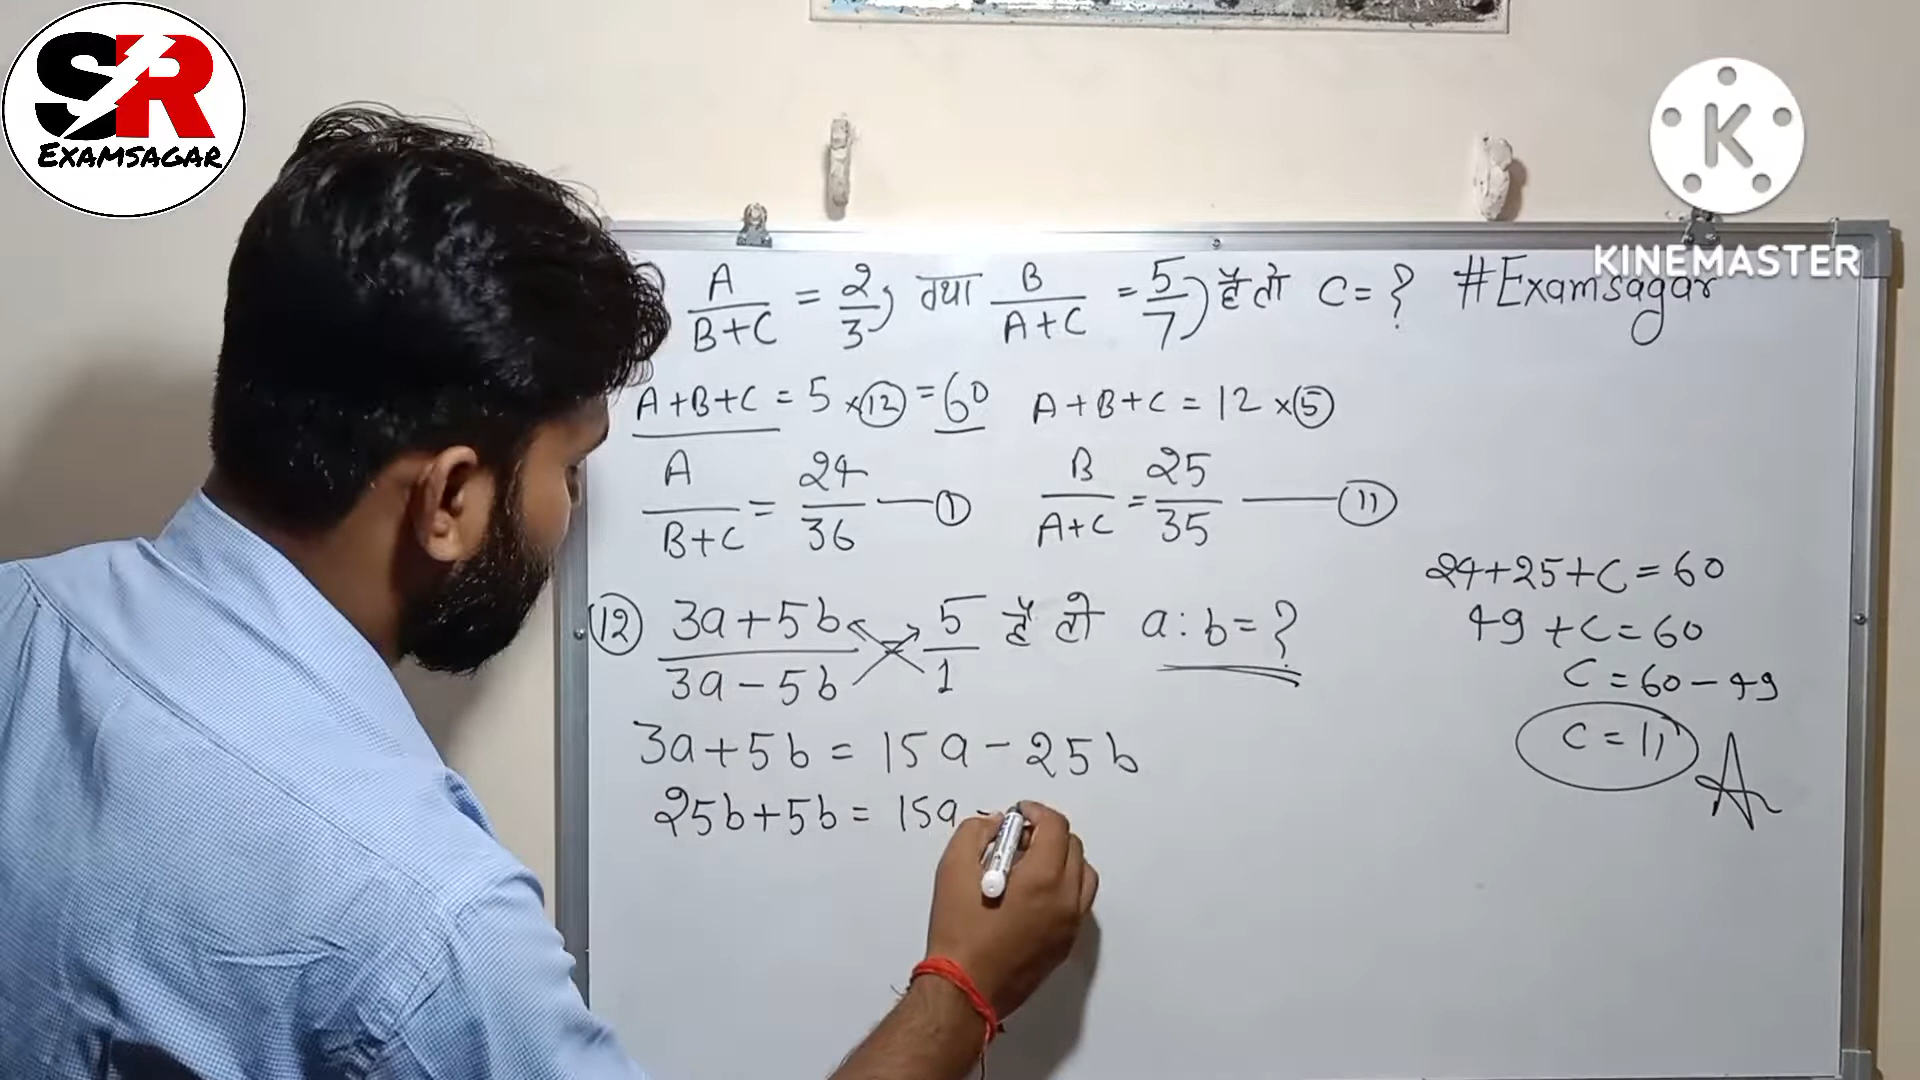 SR
EXAMSAGAR
K
KINEMASTER
A/(B+C) = 2/3, तथा B/(A+C) = 5/7) है तो C = ? #Examsagar
A+B+C = 5 ×⑫ = 60 A+B+C = 12 ×⑤
A/(B+C) = 24/36 — ① B/(A+C) = 25/35 — ⑪
24+25+C = 60
49 + C = 60
C = 60 - 49
C = 11
⑫ (3a+5b)/(3a-5b) = 5/1 है तो a : b = ?
3a+5b = 15a - 25b
25b+5b = 15a -